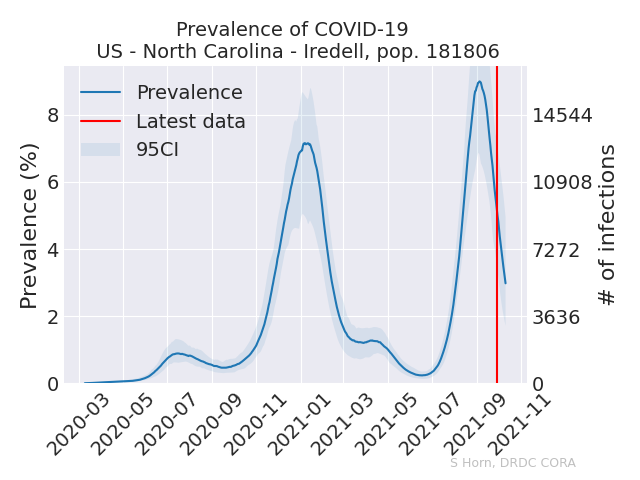 Prevalence of COVID-19
US - North Carolina - Iredell, pop. 181806
Prevalence
Latest data
95CI
Prevalence (%)
8
6
4
2
0
14544
10908
7272
3636
0
# of infections
2020-03
2020-05
2020-07
2020-09
2020-11
2021-01
2021-03
2021-05
2021-07
2021-09
2021-11
S Horn, DRDC CORA